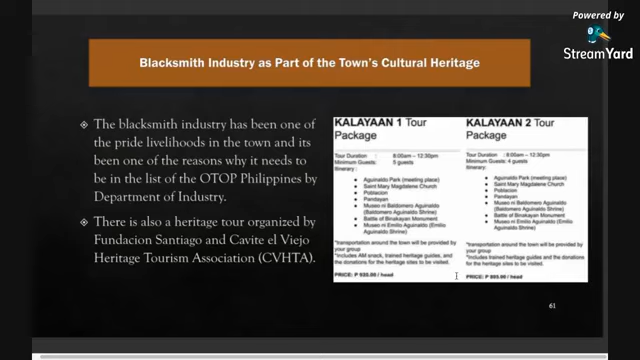 Powered by
StreamYard
Blacksmith Industry as Part of the Town's Cultural Heritage
The blacksmith industry has been one of
the pride livelihoods in the town and its
been one of the reasons why it needs to
be in the list of the OTOP Philippines by
Department of Industry.
There is also a heritage tour organized by
Fundacion Santiago and Cavite el Viejo
Heritage Tourism Association (CVHTA).
KALAYAAN 1 Tour
Package
Tour Duration : 8:00am – 12:30pm
Minimum Guests 5 guests
Itinerary :
Aguinaldo Park (meeting place)
Saint Mary Magdalene Church
Poblacion
Pandayan
Museo ni Baldomero Aguinaldo
(Baldomero Aguinaldo Shrine)
Battle of Binakayan Monument
Museo ni Emilio Aguinaldo (Emilio
Aguinaldo Shrine)
*transportation around the town will be provided by
your group
*includes AM snack, trained heritage guides, and
the donations for the heritage sites to be visited.
PRICE: P 935.00 / head
KALAYAAN 2 Tour
Package
Tour Duration : 8:00am – 12:30pm
Minimum Guests: 4 guests
Itinerary:
Aguinaldo Park (meeting place)
Saint Mary Magdalene Church
Poblacion
Pandayan
Museo ni Baldomero Aguinaldo
(Baldomero Aguinaldo Shrine)
Battle of Binakayan Monument
Museo ni Emilio Aguinaldo (Emilio
Aguinaldo Shrine)
*transportation around the town will be provided by
your group
*includes trained heritage guides and the donations
for the heritage sites to be visited.
PRICE: P 895.00 / head
61